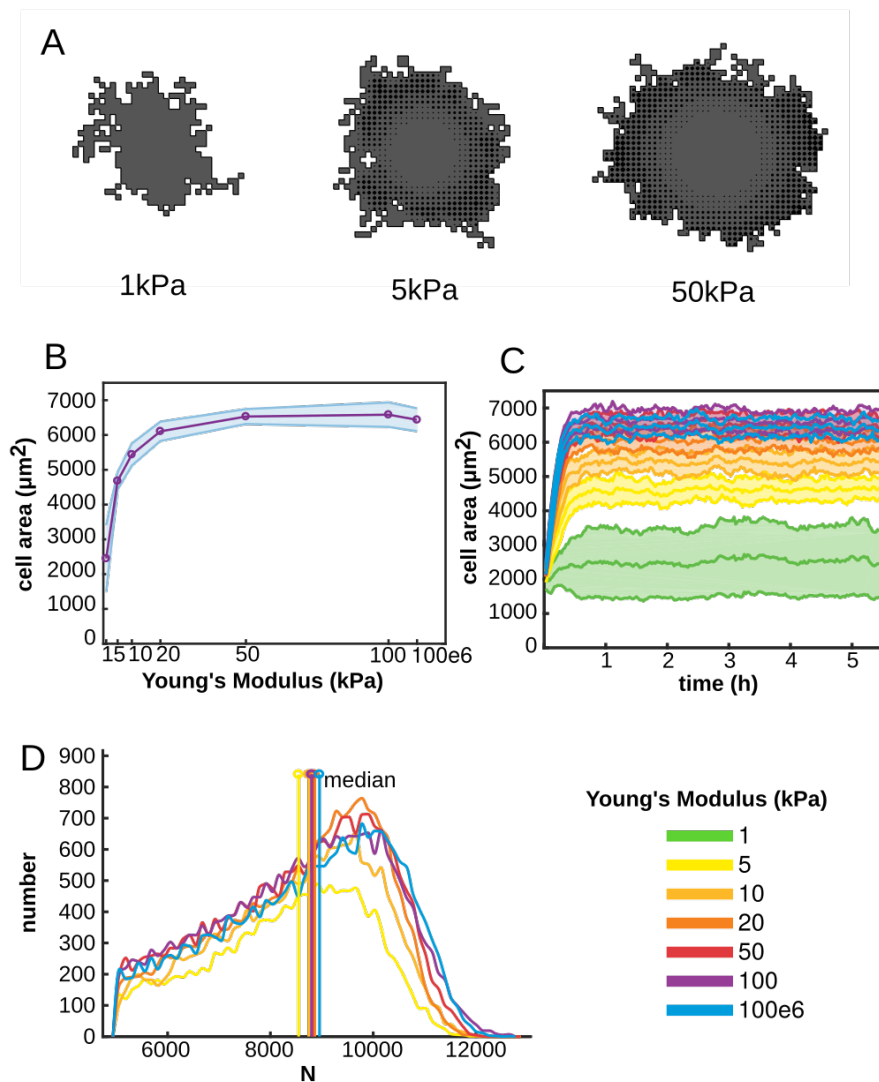 A
1kPa
5kPa
50kPa
B
7000
6000
5000
4000
3000
2000
1000
0
cell area (µm²)
1 5 10 20 50 100 100e6
Young's Modulus (kPa)
C
7000
6000
5000
4000
3000
2000
1000
0
cell area (µm²)
1 2 3 4 5
time (h)
D
900
800
700
600
500
400
300
200
100
0
number
median
6000 8000 10000 12000
N
Young's Modulus (kPa)
1
5
10
20
50
100
100e6